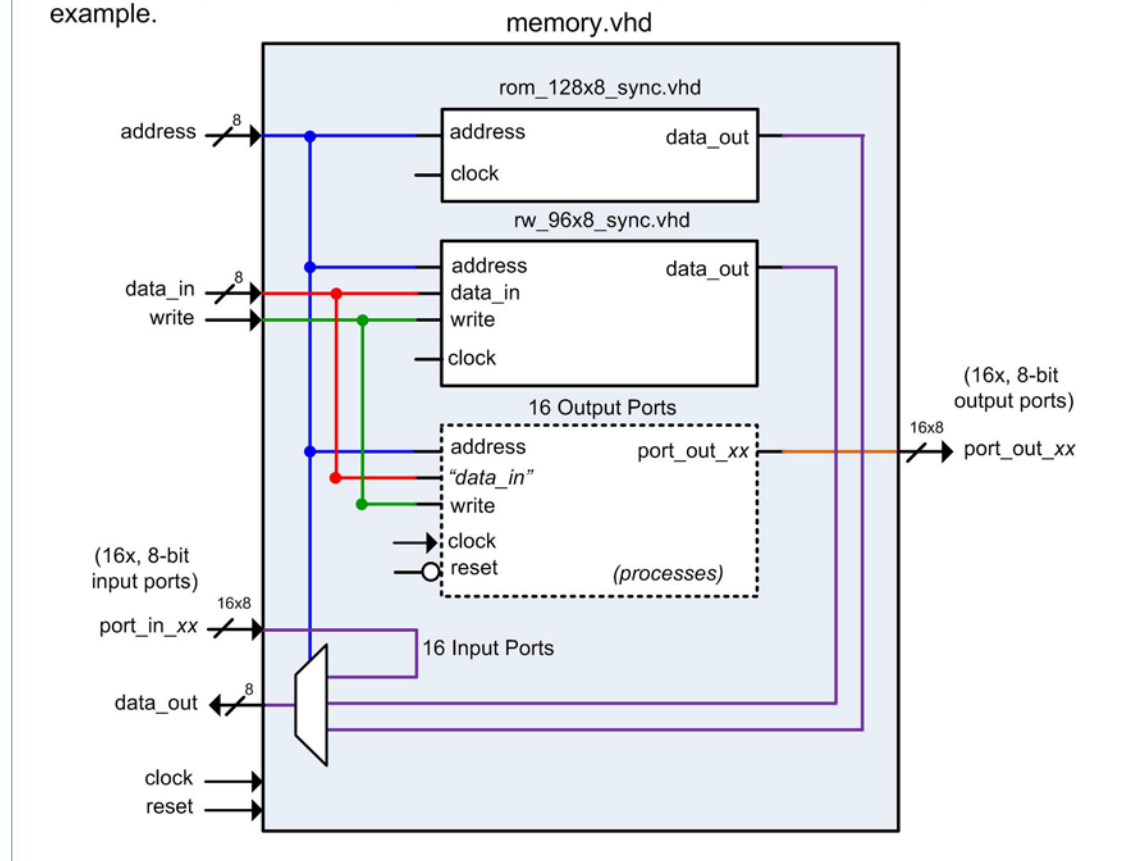 example.
memory.vhd
rom_128x8_sync.vhd
address
8
address
data_out
clock
rw_96x8_sync.vhd
address
data_out
data_in
8
data_in
write
write
clock
16 Output Ports
(16x, 8-bit
output ports)
address
port_out_xx
16x8
port_out_xx
“data_in”
write
clock
reset
(processes)
(16x, 8-bit
input ports)
16x8
port_in_xx
16 Input Ports
data_out
8
clock
reset